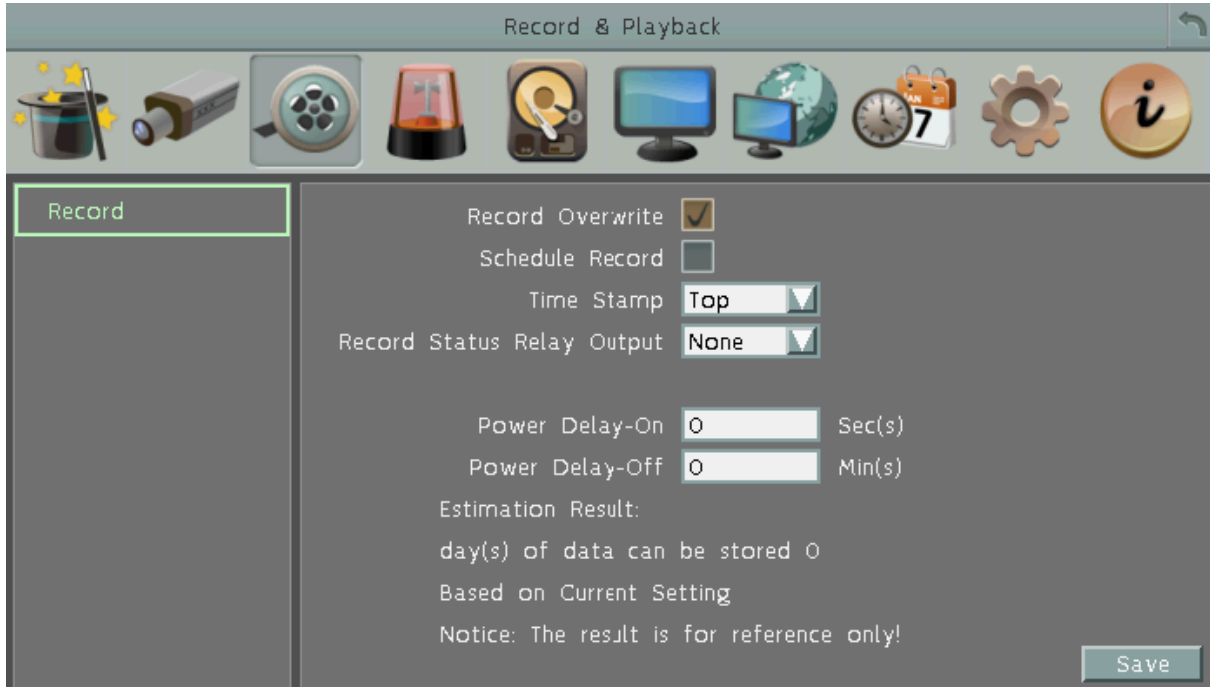 Record & Playback
JAN
7
i
Record
Record Overwrite
Schedule Record
Time Stamp Top
Record Status Relay Output None
Power Delay-On 0 Sec(s)
Power Delay-Off 0 Min(s)
Estimation Result:
day(s) of data can be stored 0
Based on Current Setting
Notice: The result is for reference only!
Save